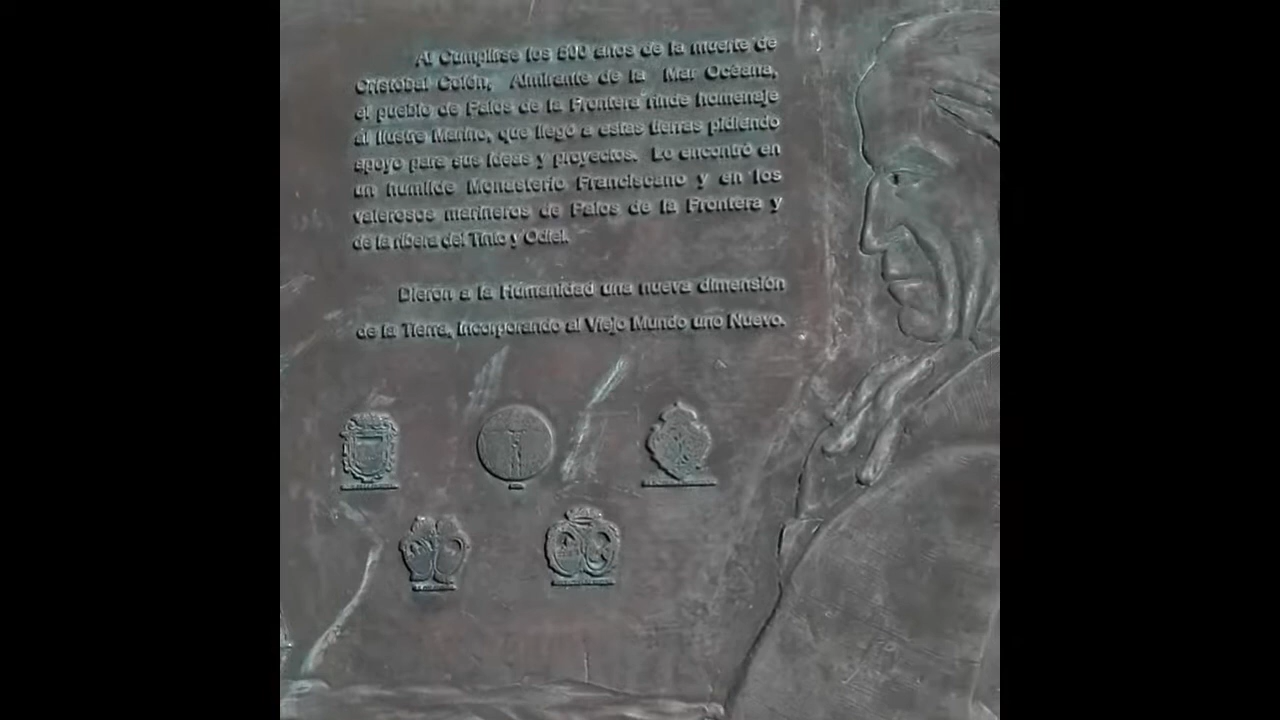 Al Cumplirse los 500 años de la muerte de
Cristóbal Colón, Almirante de la Mar Océana,
el pueblo de Palos de la Frontera rinde homenaje
al Ilustre Marino, que llegó a estas tierras pidiendo
apoyo para sus ideas y proyectos. Lo encontró en
un humilde Monasterio Franciscano y en los
valerosos marineros de Palos de la Frontera y
de la ribera del Tinto y Odiel.
Dieron a la Humanidad una nueva dimensión
de la Tierra, incorporando al Viejo Mundo uno Nuevo.